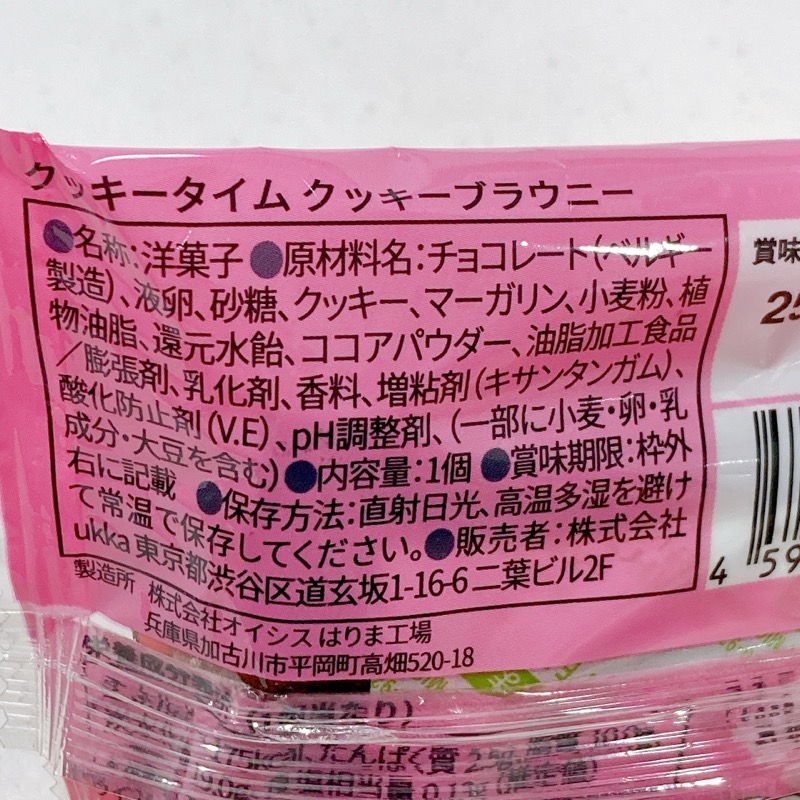 クッキータイム クッキーブラウニー
●名称:洋菓子 ●原材料名:チョコレート(ベルギー
製造)、液卵、砂糖、クッキー、マーガリン、小麦粉、植
物油脂、還元水飴、ココアパウダー、油脂加工食品
/膨張剤、乳化剤、香料、増粘剤(キサンタンガム)、
酸化防止剤(V.E)、pH調整剤、(一部に小麦・卵・乳
成分・大豆を含む) ●内容量:1個 ●賞味期限:枠外
右に記載 ●保存方法:直射日光、高温多湿を避け
て常温で保存してください。●販売者:株式会社
ukka 東京都渋谷区道玄坂1-16-6 二葉ビル2F
製造所 株式会社オイシス はりま工場
兵庫県加古川市平岡町高畑520-18
賞味
25
4 59
たんぱく質